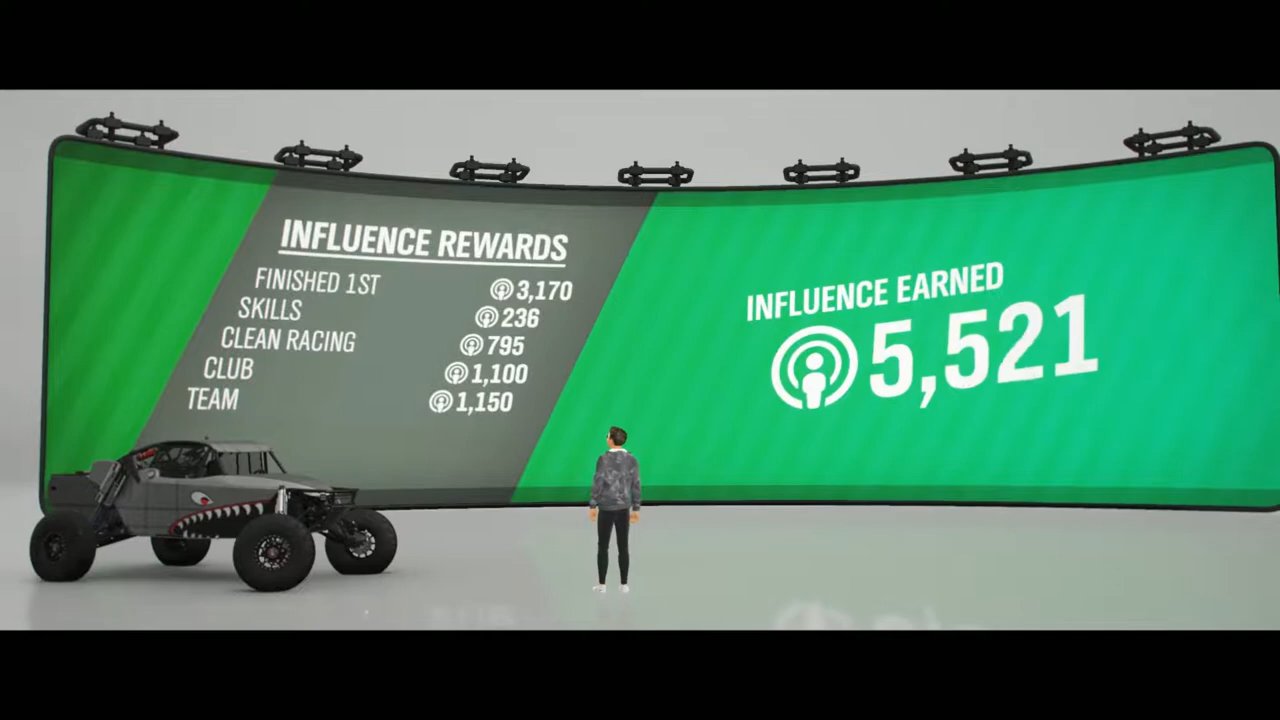 INFLUENCE REWARDS
FINISHED 1ST 3,170
SKILLS 236
CLEAN RACING 795
CLUB 1,100
TEAM 1,150
INFLUENCE EARNED
5,521